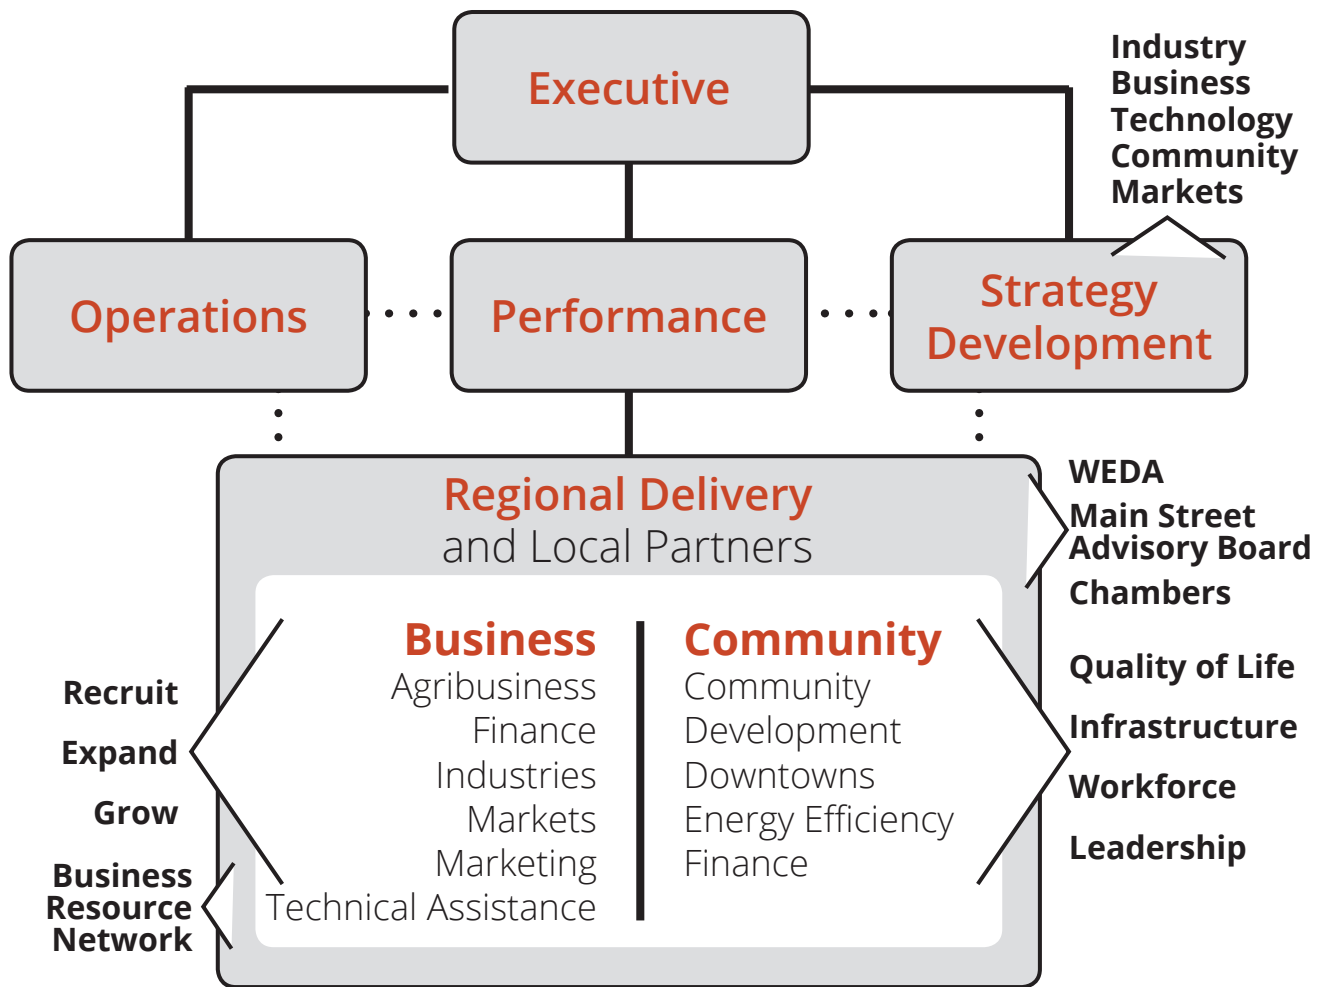 Executive
Industry
Business
Technology
Community
Markets
Operations
Performance
Strategy
Development
Regional Delivery
and Local Partners
WEDA
Main Street
Advisory Board
Chambers
Business
Agribusiness
Finance
Industries
Markets
Marketing
Technical Assistance
Community
Community
Development
Downtowns
Energy Efficiency
Finance
Recruit
Expand
Grow
Business
Resource
Network
Quality of Life
Infrastructure
Workforce
Leadership